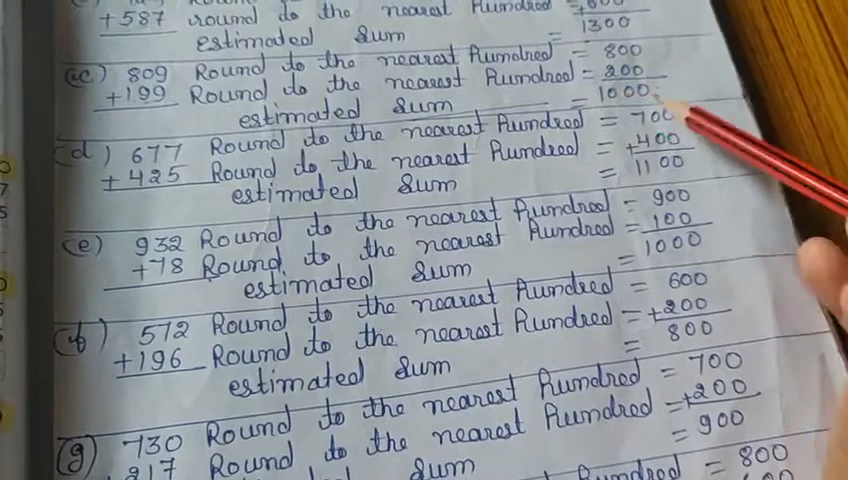 +587 round to the nearest Hundred = +600
estimated sum = 1300
(c) 809 Round to the nearest Hundred = 800
+199 Round to the nearest Hundred = 200
estimated sum = 1000
(d) 677 Round to the nearest Hundred = 700
+425 Round to the nearest Hundred = +400
estimated sum = 1100
(e) 932 Round to the nearest Hundred = 900
+78 Round to the nearest Hundred = 100
estimated sum = 1000
(f) 572 Round to the nearest Hundred = 600
+196 Round to the nearest Hundred = +200
estimated sum = 800
(g) 730 Round to the nearest Hundred = 700
217 Round to the nearest Hundred = +200
sum = 900
Hundred = 800